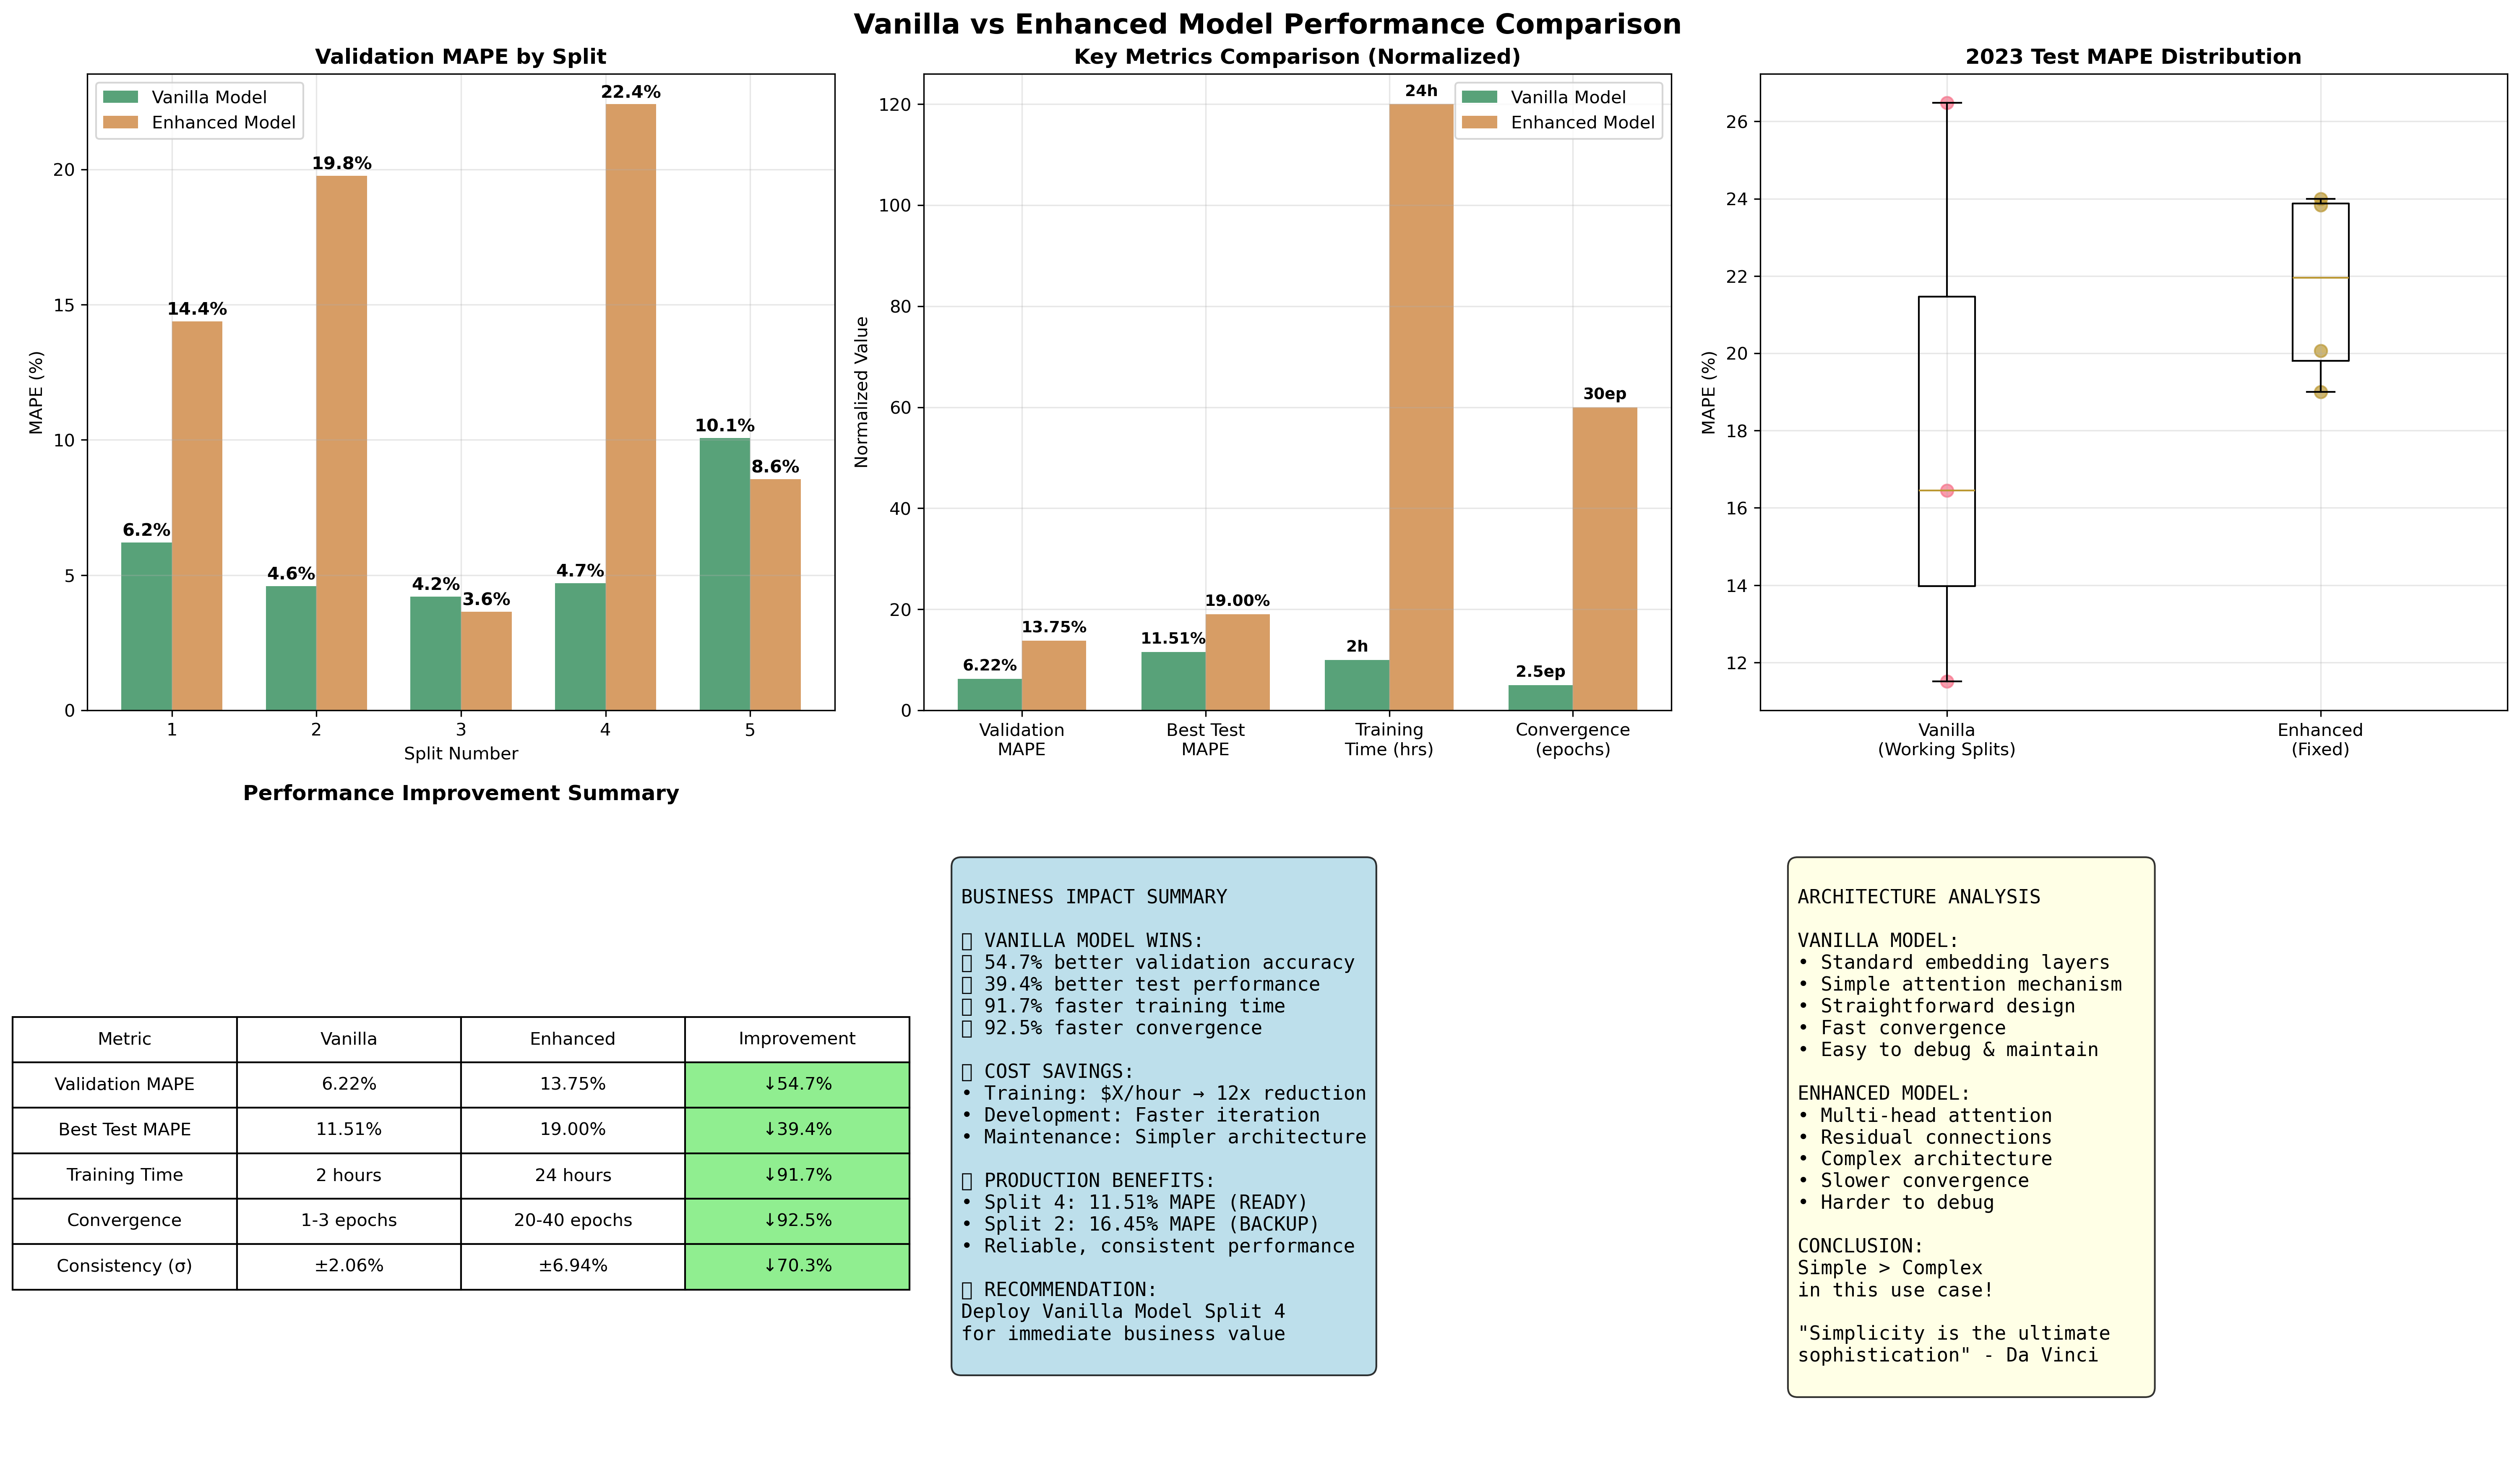 Vanilla vs Enhanced Model Performance Comparison
Validation MAPE by Split
Vanilla Model
Enhanced Model
MAPE (%)
20
15
10
5
0
6.2%
14.4%
4.6%
19.8%
4.2%
3.6%
4.7%
22.4%
10.1%
8.6%
1
2
3
4
5
Split Number
Key Metrics Comparison (Normalized)
Vanilla Model
Enhanced Model
Normalized Value
120
100
80
60
40
20
0
6.22%
13.75%
11.51%
19.00%
2h
24h
2.5ep
30ep
Validation
MAPE
Best Test
MAPE
Training
Time (hrs)
Convergence
(epochs)
2023 Test MAPE Distribution
MAPE (%)
26
24
22
20
18
16
14
12
Vanilla
(Working Splits)
Enhanced
(Fixed)
Performance Improvement Summary
Metric Vanilla Enhanced Improvement
Validation MAPE 6.22% 13.75% ↓54.7%
Best Test MAPE 11.51% 19.00% ↓39.4%
Training Time 2 hours 24 hours ↓91.7%
Convergence 1-3 epochs 20-40 epochs ↓92.5%
Consistency (σ) ±2.06% ±6.94% ↓70.3%
BUSINESS IMPACT SUMMARY
▯ VANILLA MODEL WINS:
▯ 54.7% better validation accuracy
▯ 39.4% better test performance
▯ 91.7% faster training time
▯ 92.5% faster convergence
▯ COST SAVINGS:
• Training: $X/hour → 12x reduction
• Development: Faster iteration
• Maintenance: Simpler architecture
▯ PRODUCTION BENEFITS:
• Split 4: 11.51% MAPE (READY)
• Split 2: 16.45% MAPE (BACKUP)
• Reliable, consistent performance
▯ RECOMMENDATION:
Deploy Vanilla Model Split 4
for immediate business value
ARCHITECTURE ANALYSIS
VANILLA MODEL:
• Standard embedding layers
• Simple attention mechanism
• Straightforward design
• Fast convergence
• Easy to debug & maintain
ENHANCED MODEL:
• Multi-head attention
• Residual connections
• Complex architecture
• Slower convergence
• Harder to debug
CONCLUSION:
Simple > Complex
in this use case!
"Simplicity is the ultimate
sophistication" - Da Vinci